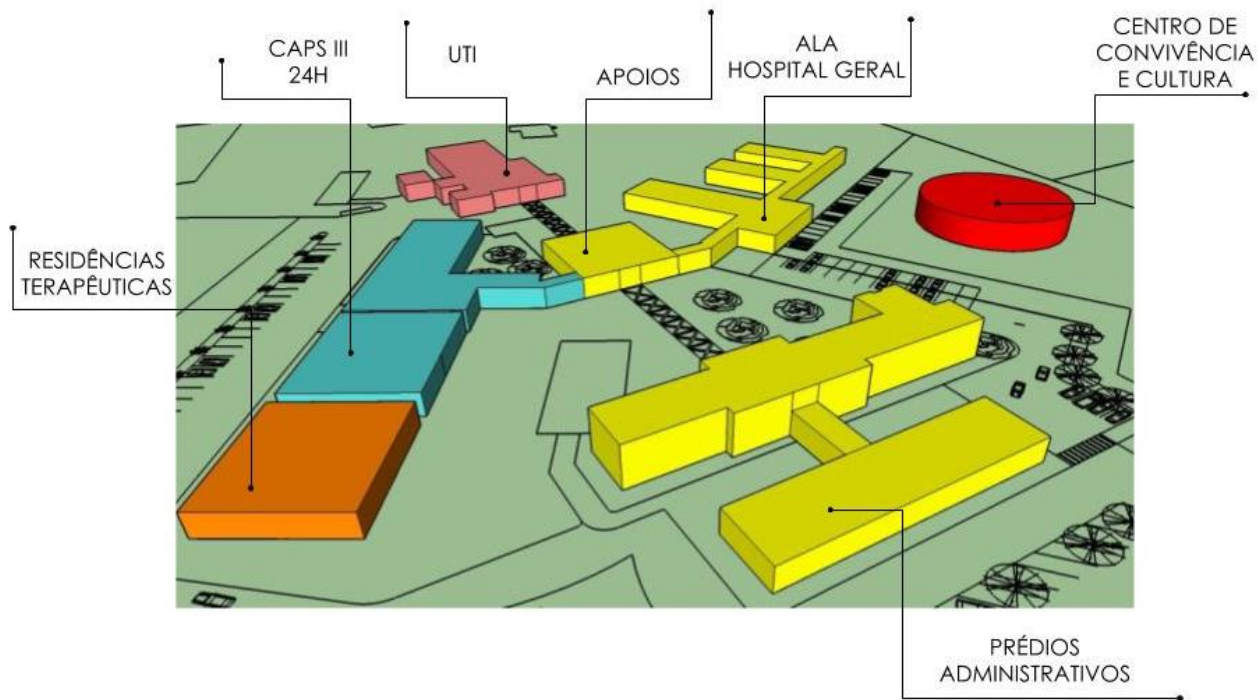 CAPS III
24H
UTI
APOIOS
ALA
HOSPITAL GERAL
CENTRO DE
CONVIVÊNCIA
E CULTURA
RESIDÊNCIAS
TERAPÊUTICAS
PRÉDIOS
ADMINISTRATIVOS